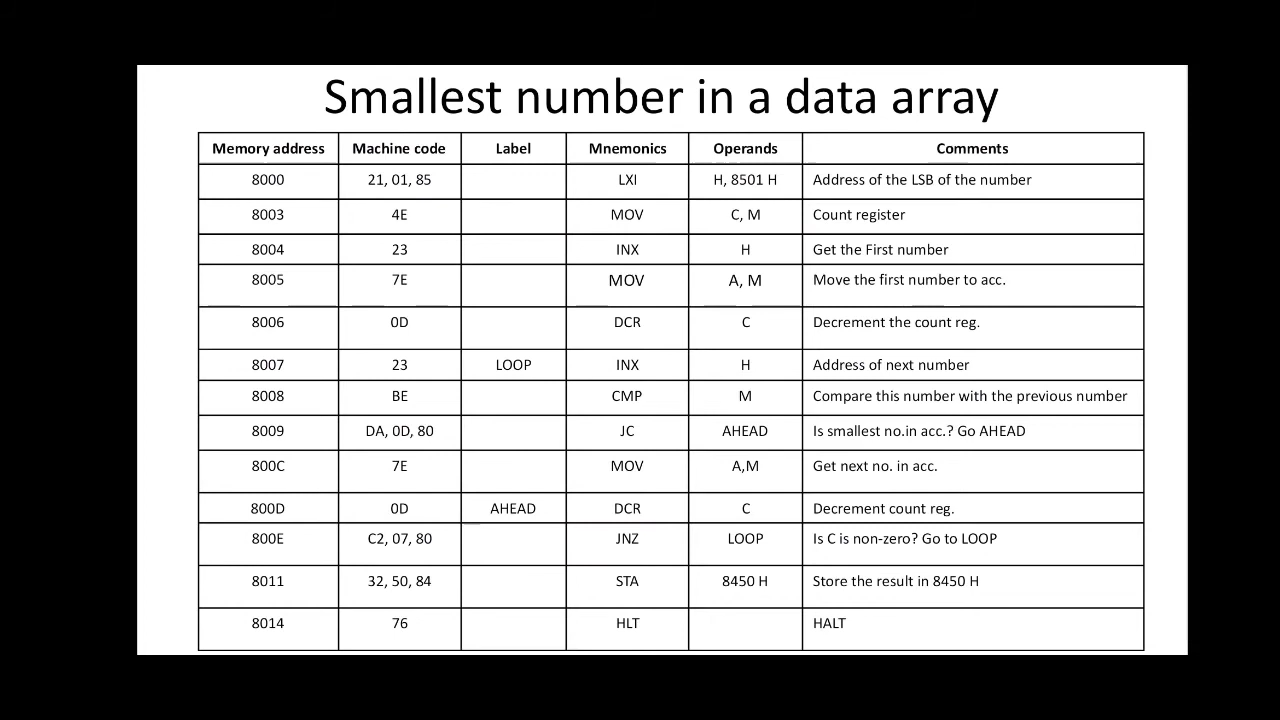 Smallest number in a data array
Memory address Machine code Label Mnemonics Operands Comments
8000 21, 01, 85 LXI H, 8501 H Address of the LSB of the number
8003 4E MOV C, M Count register
8004 23 INX H Get the First number
8005 7E MOV A, M Move the first number to acc.
8006 0D DCR C Decrement the count reg.
8007 23 LOOP INX H Address of next number
8008 BE CMP M Compare this number with the previous number
8009 DA, 0D, 80 JC AHEAD Is smallest no.in acc.? Go AHEAD
800C 7E MOV A,M Get next no. in acc.
800D 0D AHEAD DCR C Decrement count reg.
800E C2, 07, 80 JNZ LOOP Is C is non-zero? Go to LOOP
8011 32, 50, 84 STA 8450 H Store the result in 8450 H
8014 76 HLT HALT